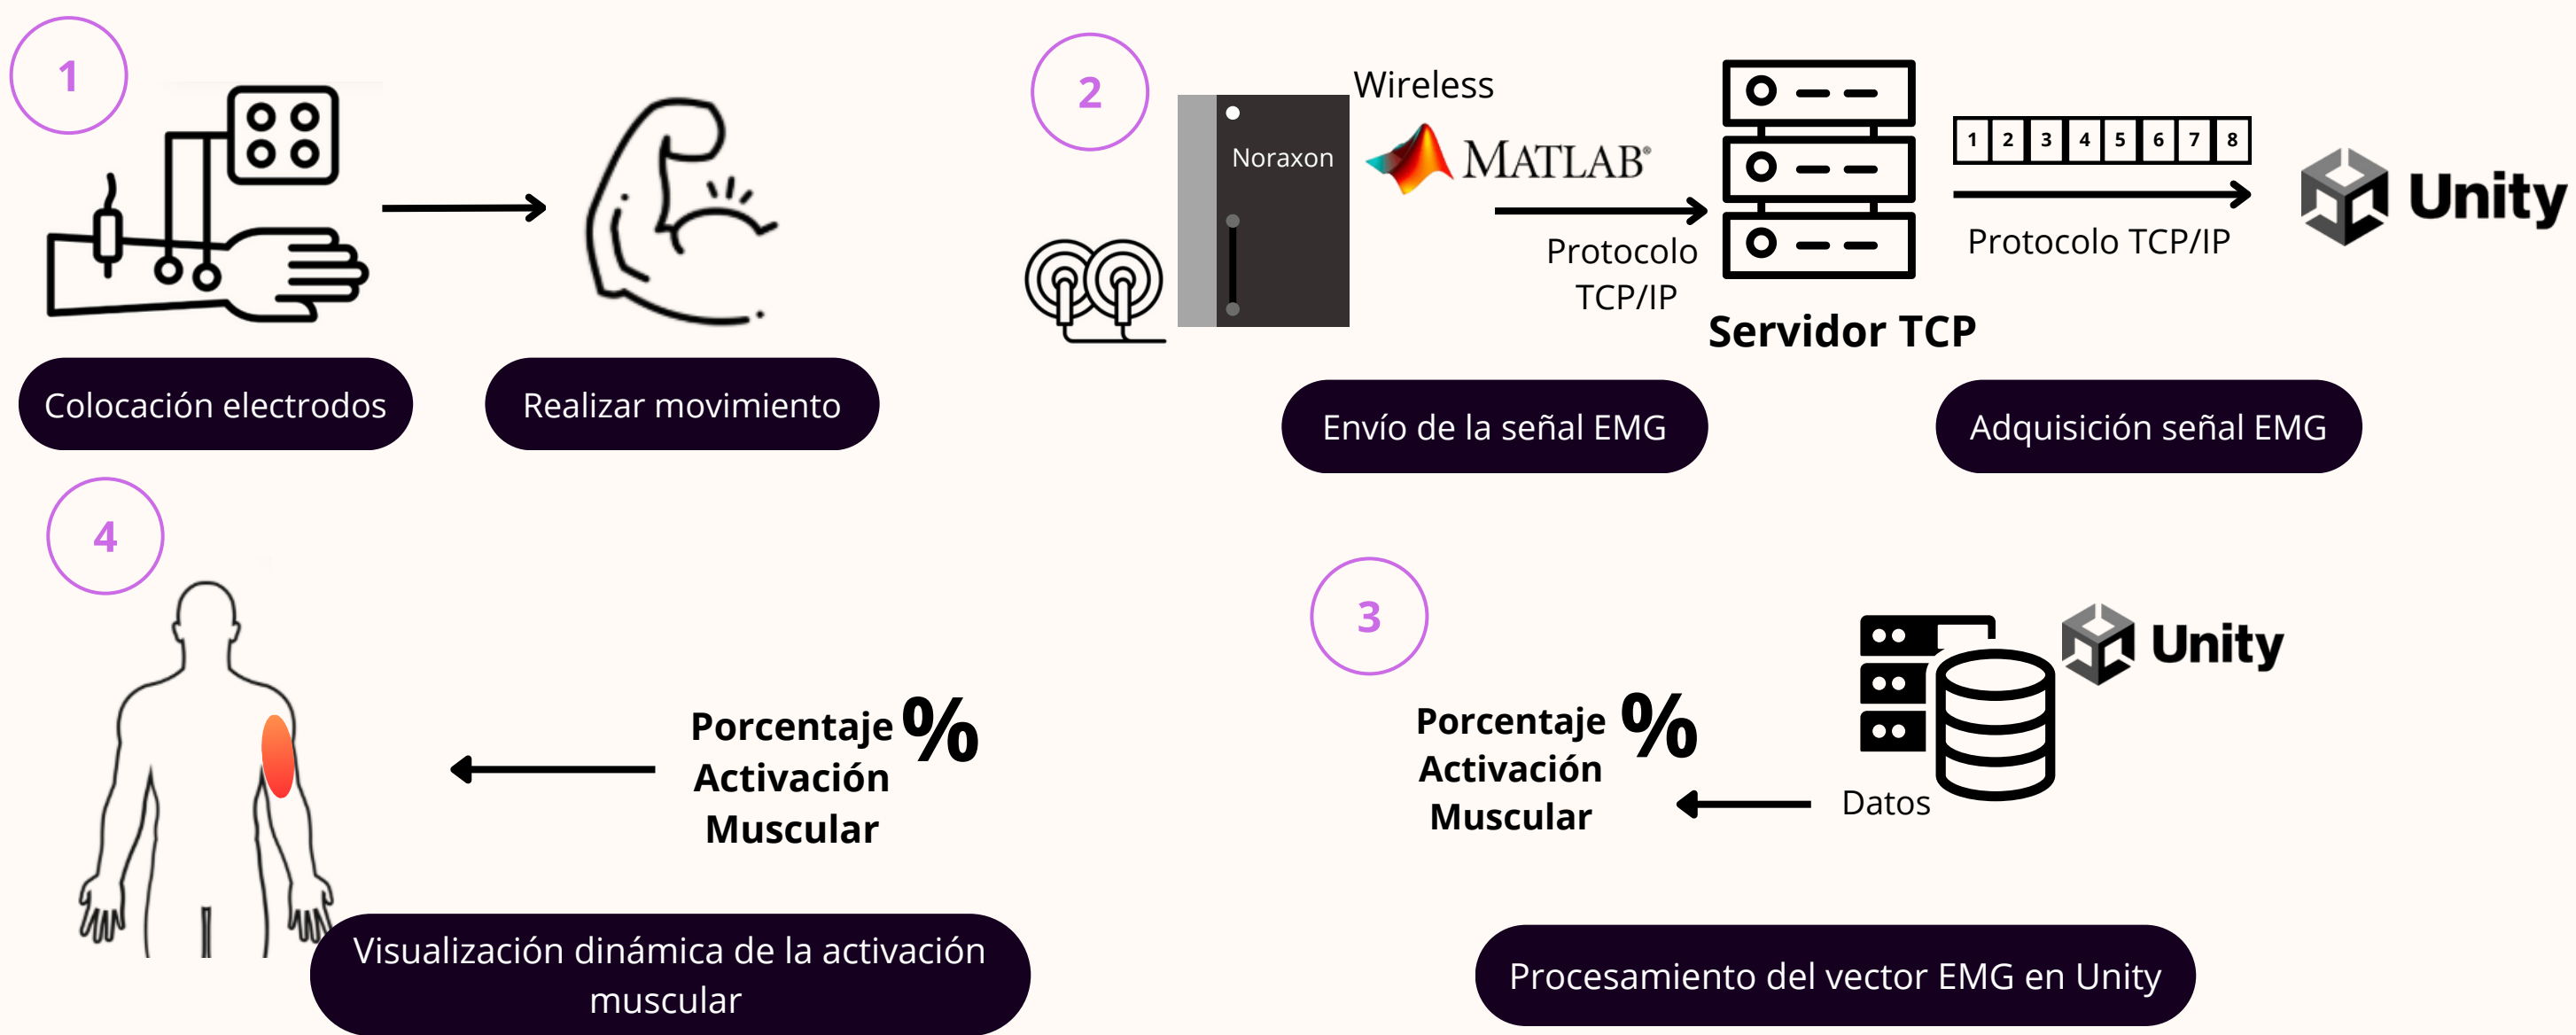 1
Colocación electrodos
Realizar movimiento
2
Noraxon
Wireless
MATLAB®
Protocolo
TCP/IP
Servidor TCP
1 2 3 4 5 6 7 8
Protocolo TCP/IP
Unity
Envío de la señal EMG
Adquisición señal EMG
4
Porcentaje %
Activación
Muscular
Visualización dinámica de la activación
muscular
3
Porcentaje %
Activación
Muscular
Datos
Unity
Procesamiento del vector EMG en Unity